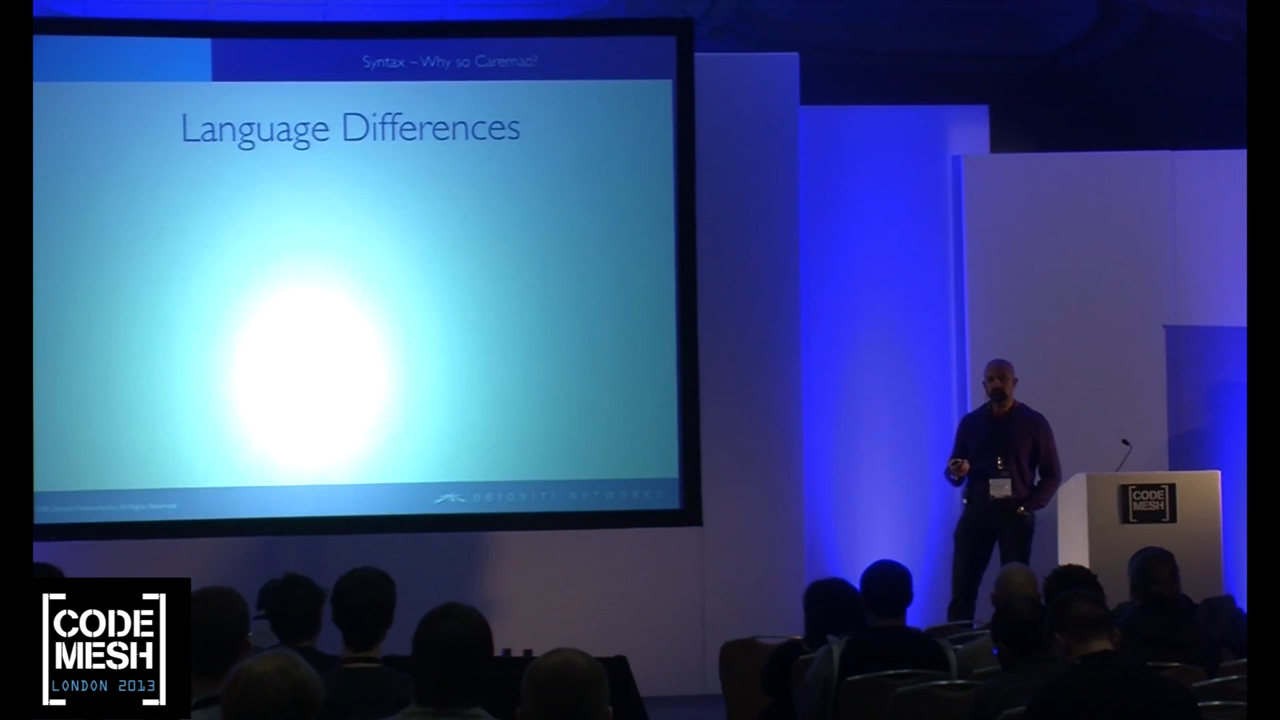 Syntax – Why so Caremad?
Language Differences
UBIQUITI NETWORKS
CODE
MESH
CODE
MESH
LONDON 2013